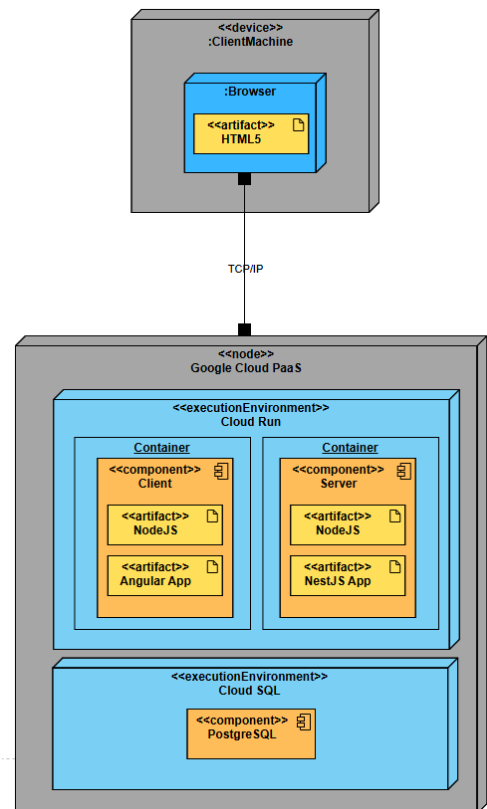 <<device>>
:ClientMachine
:Browser
<<artifact>>
HTML5
TCP/IP
<<node>>
Google Cloud PaaS
<<executionEnvironment>>
Cloud Run
Container
<<component>>
Client
<<artifact>>
NodeJS
<<artifact>>
Angular App
Container
<<component>>
Server
<<artifact>>
NodeJS
<<artifact>>
NestJS App
<<executionEnvironment>>
Cloud SQL
<<component>>
PostgreSQL